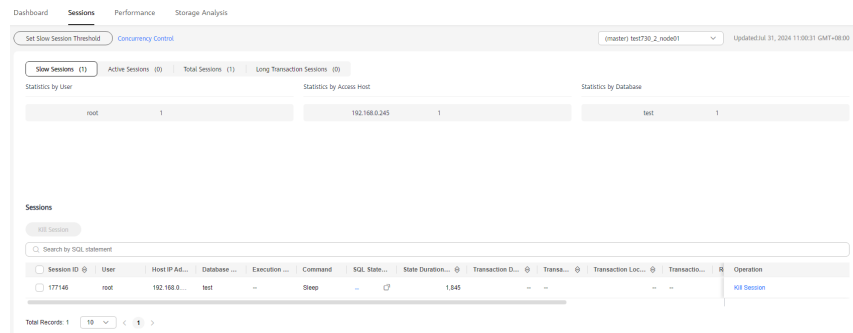 Dashboard Sessions Performance Storage Analysis
Set Slow Session Threshold Concurrency Control (master) test730_2_node01 Updated:Jul 31, 2024 11:00:31 GMT+08:00
Slow Sessions (1) Active Sessions (0) Total Sessions (1) Long Transaction Sessions (0)
Statistics by User Statistics by Access Host Statistics by Database
root 1 192.168.0.245 1 test 1
Sessions
Kill Session
Search by SQL statement
Session ID User Host IP Ad... Database ... Execution ... Command SQL State... State Duration... Transaction D... Transa... Transaction Loc... Transactio... R Operation
177146 root 192.168.0... test -- Sleep -- 1,845 -- -- -- -- Kill Session
Total Records: 1 10 < 1 >